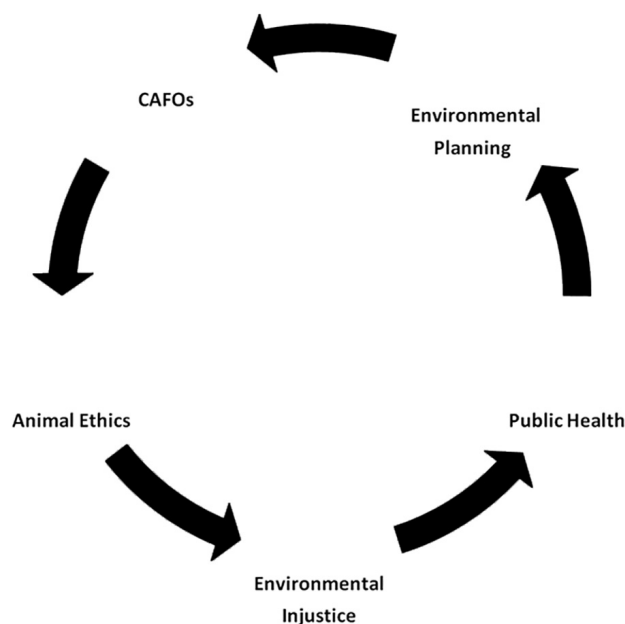 CAFOs
Environmental
Planning
Animal Ethics
Public Health
Environmental
Injustice